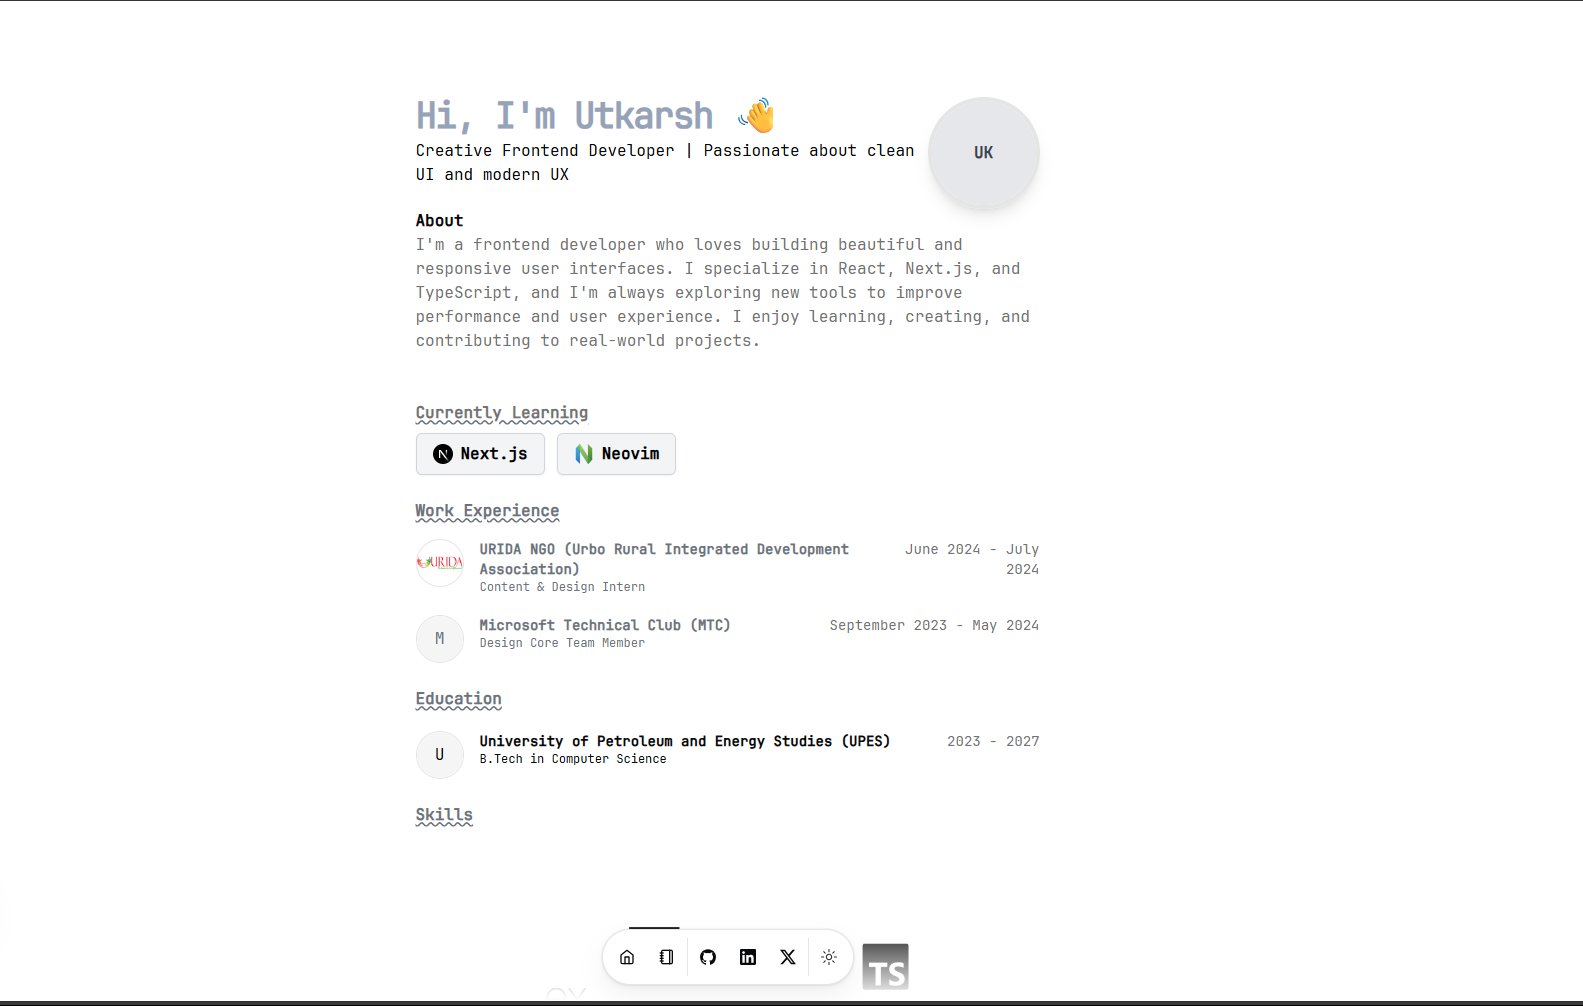 Hi, I'm Utkarsh 👋
UK
Creative Frontend Developer | Passionate about clean
UI and modern UX
About
I'm a frontend developer who loves building beautiful and
responsive user interfaces. I specialize in React, Next.js, and
TypeScript, and I'm always exploring new tools to improve
performance and user experience. I enjoy learning, creating, and
contributing to real-world projects.
Currently Learning
N Next.js
Neovim
Work Experience
URIDA
URIDA NGO (Urbo Rural Integrated Development
Association)
June 2024 - July
2024
Content & Design Intern
M
Microsoft Technical Club (MTC)
September 2023 - May 2024
Design Core Team Member
Education
U
University of Petroleum and Energy Studies (UPES)
2023 - 2027
B.Tech in Computer Science
Skills
in
X
TS